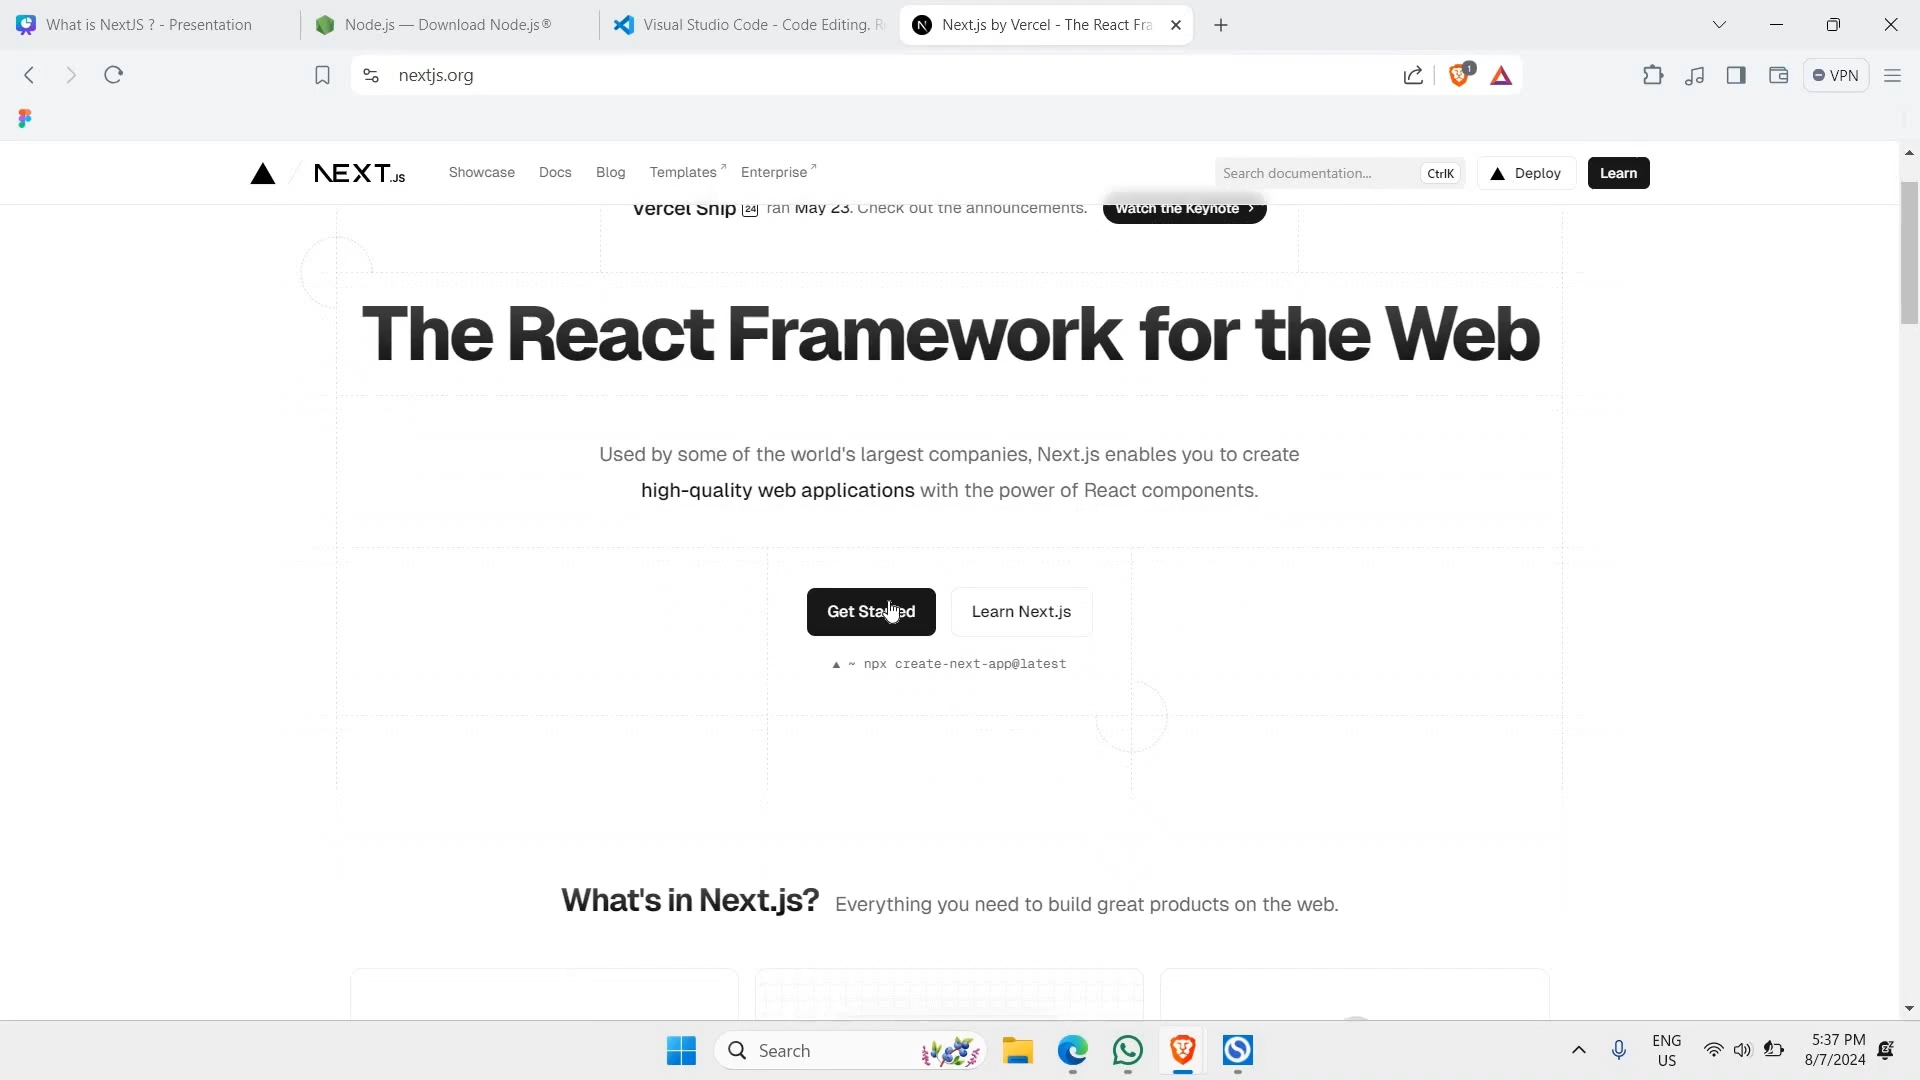 What is NextJS ? - Presentation
Node.js — Download Node.js®
Visual Studio Code - Code Editing. R
Next.js by Vercel - The React Fra
nextjs.org
1
VPN
NEXT.JS
Showcase
Docs
Blog
Templates↗
Enterprise↗
Search documentation...
CtrlK
Deploy
Learn
Vercel Ship 24 ran May 23. Check out the announcements.
Watch the Keynote
The React Framework for the Web
Used by some of the world's largest companies, Next.js enables you to create
high-quality web applications with the power of React components.
Get Started
Learn Next.js
▲ ~ npx create-next-app@latest
What's in Next.js? Everything you need to build great products on the web.
Search
ENG
US
5:37 PM
8/7/2024